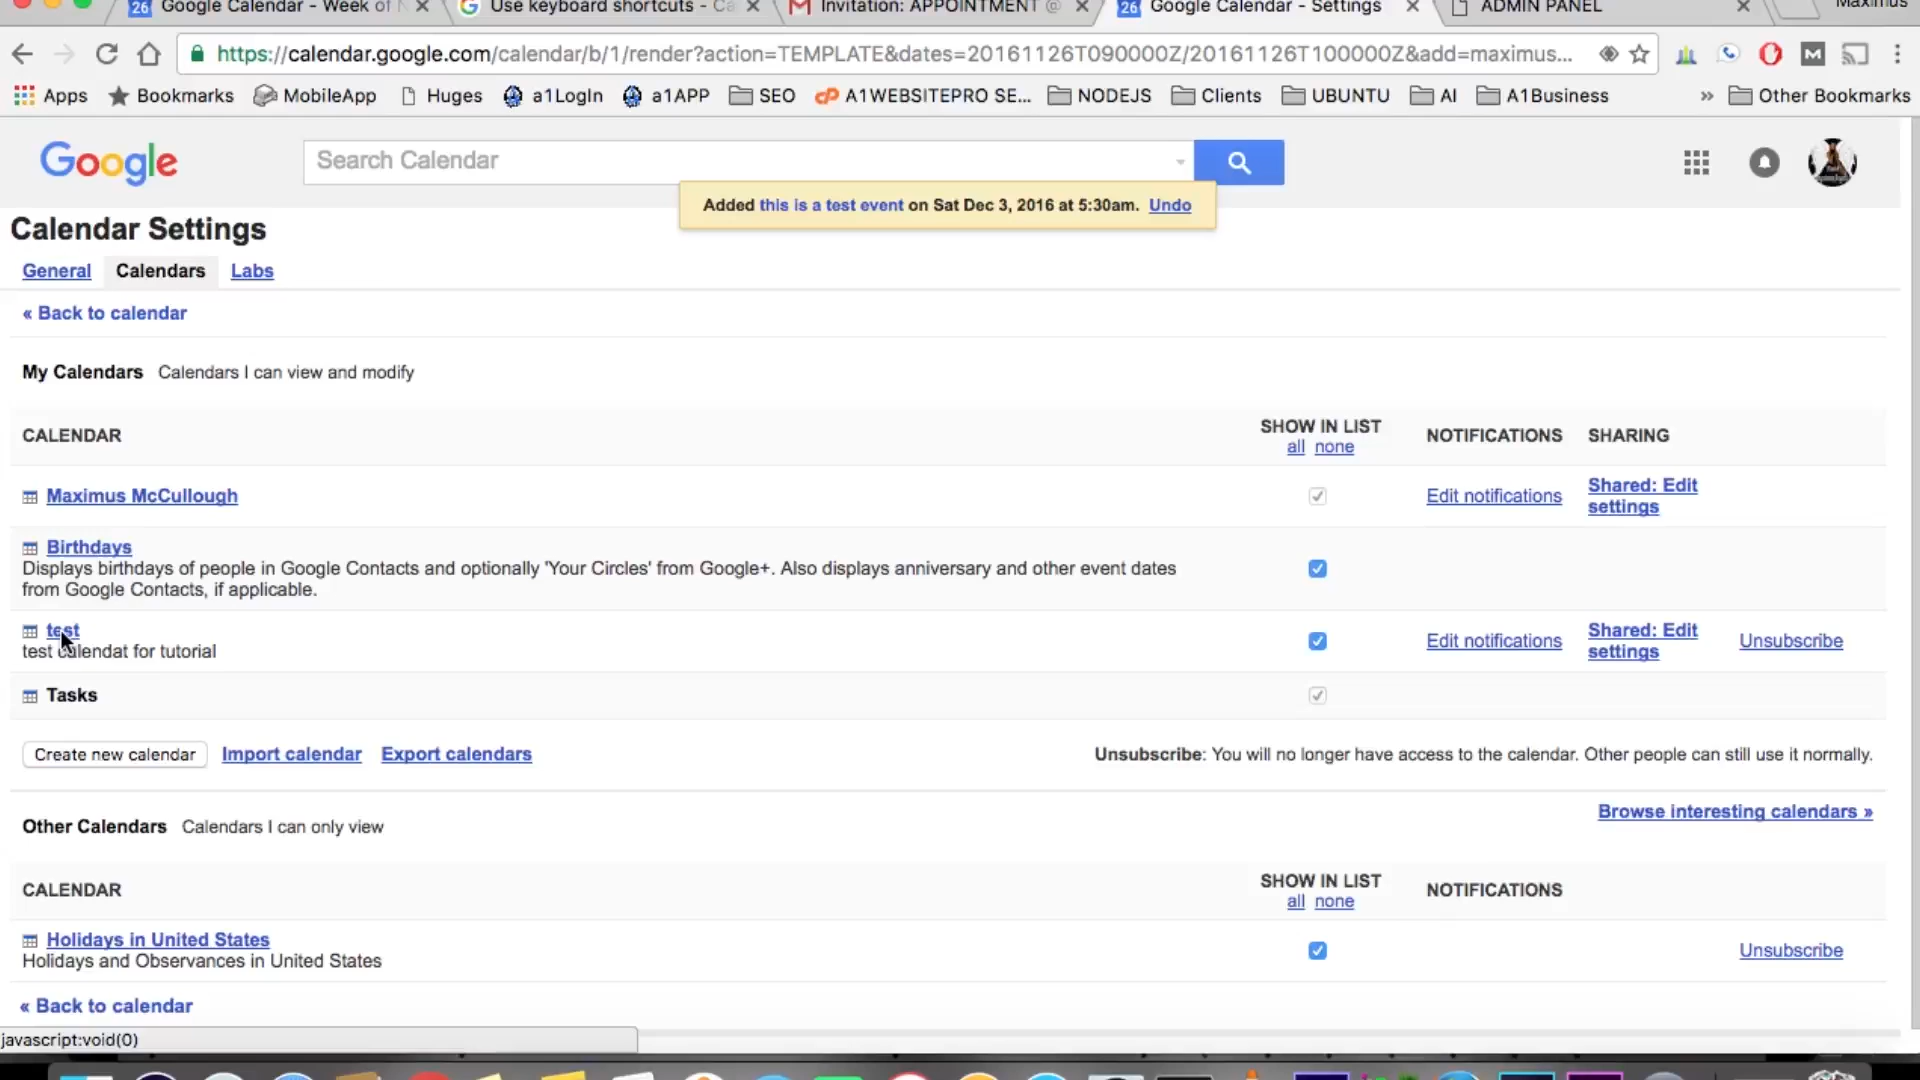 Google Calendar - Week of N
Use keyboard shortcuts - Ca
Invitation: APPOINTMENT @
26 Google Calendar - Settings
ADMIN PANEL
Maximus
https://calendar.google.com/calendar/b/1/render?action=TEMPLATE&dates=20161126T090000Z/20161126T100000Z&add=maximus...
Apps Bookmarks MobileApp Huges a1LogIn a1APP SEO A1WEBSITEPRO SE... NODEJS Clients UBUNTU AI A1Business » Other Bookmarks
Google
Search Calendar
Added this is a test event on Sat Dec 3, 2016 at 5:30am. Undo
Calendar Settings
General Calendars Labs
« Back to calendar
My Calendars Calendars I can view and modify
CALENDAR
SHOW IN LIST
all none
NOTIFICATIONS
SHARING
Maximus McCullough
Edit notifications
Shared: Edit
settings
Birthdays
Displays birthdays of people in Google Contacts and optionally 'Your Circles' from Google+. Also displays anniversary and other event dates
from Google Contacts, if applicable.
test
test calendat for tutorial
Edit notifications
Shared: Edit
settings
Unsubscribe
Tasks
Create new calendar Import calendar Export calendars
Unsubscribe: You will no longer have access to the calendar. Other people can still use it normally.
Browse interesting calendars »
Other Calendars Calendars I can only view
CALENDAR
SHOW IN LIST
all none
NOTIFICATIONS
Holidays in United States
Holidays and Observances in United States
Unsubscribe
« Back to calendar
javascript:void(0)